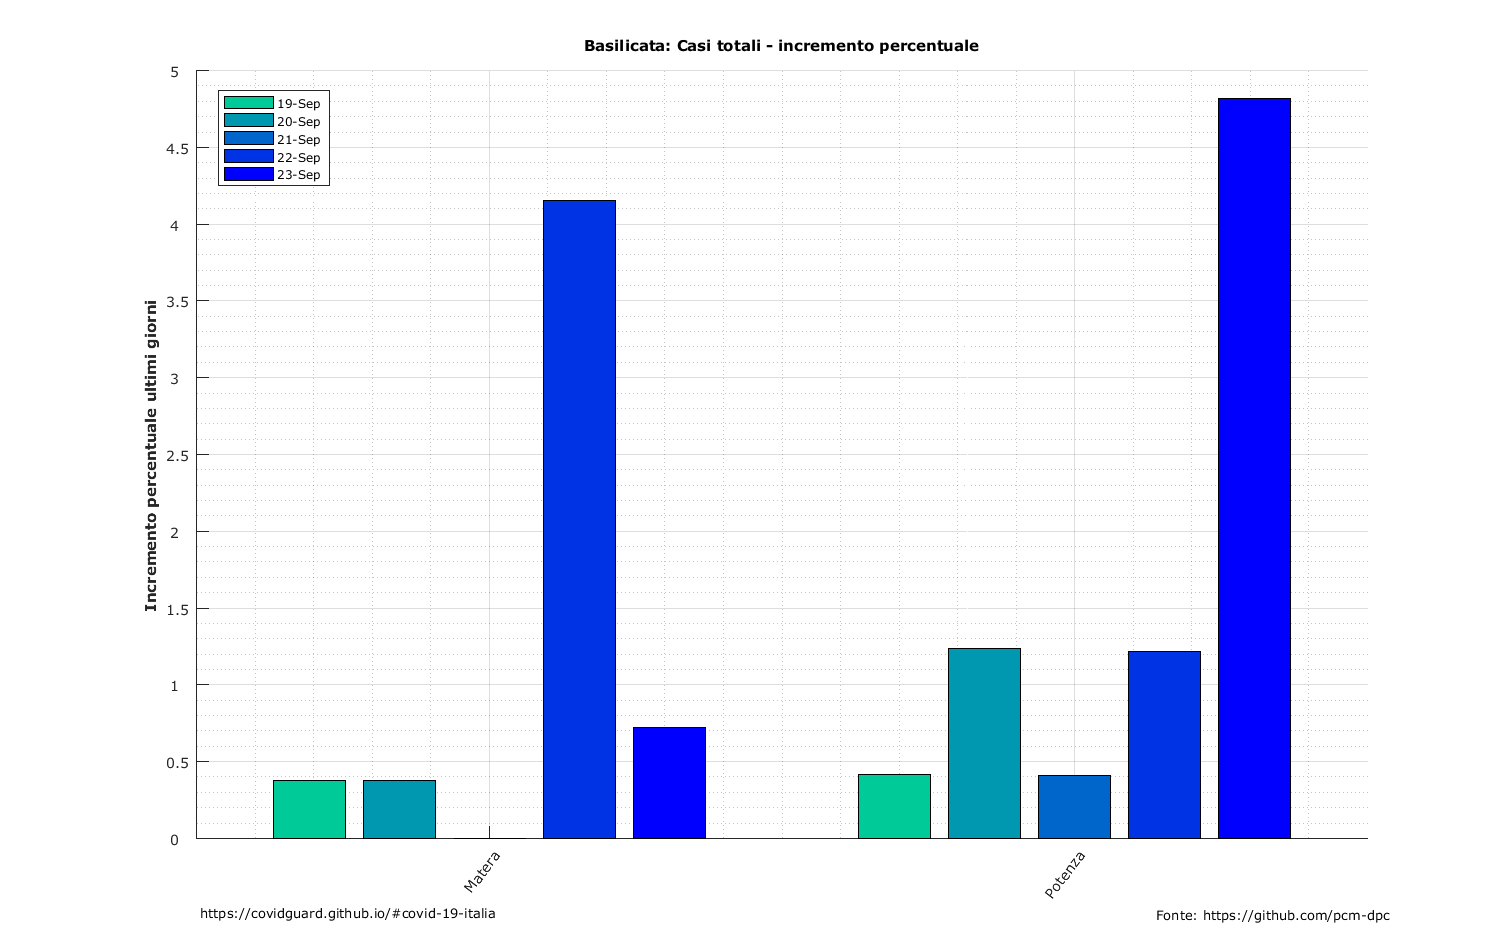 Basilicata: Casi totali - incremento percentuale
5
4.5
4
3.5
3
2.5
2
1.5
1
0.5
0
Incremento percentuale ultimi giorni
19-Sep
20-Sep
21-Sep
22-Sep
23-Sep
Matera
Potenza
https://covidguard.github.io/#covid-19-italia
Fonte: https://github.com/pcm-dpc